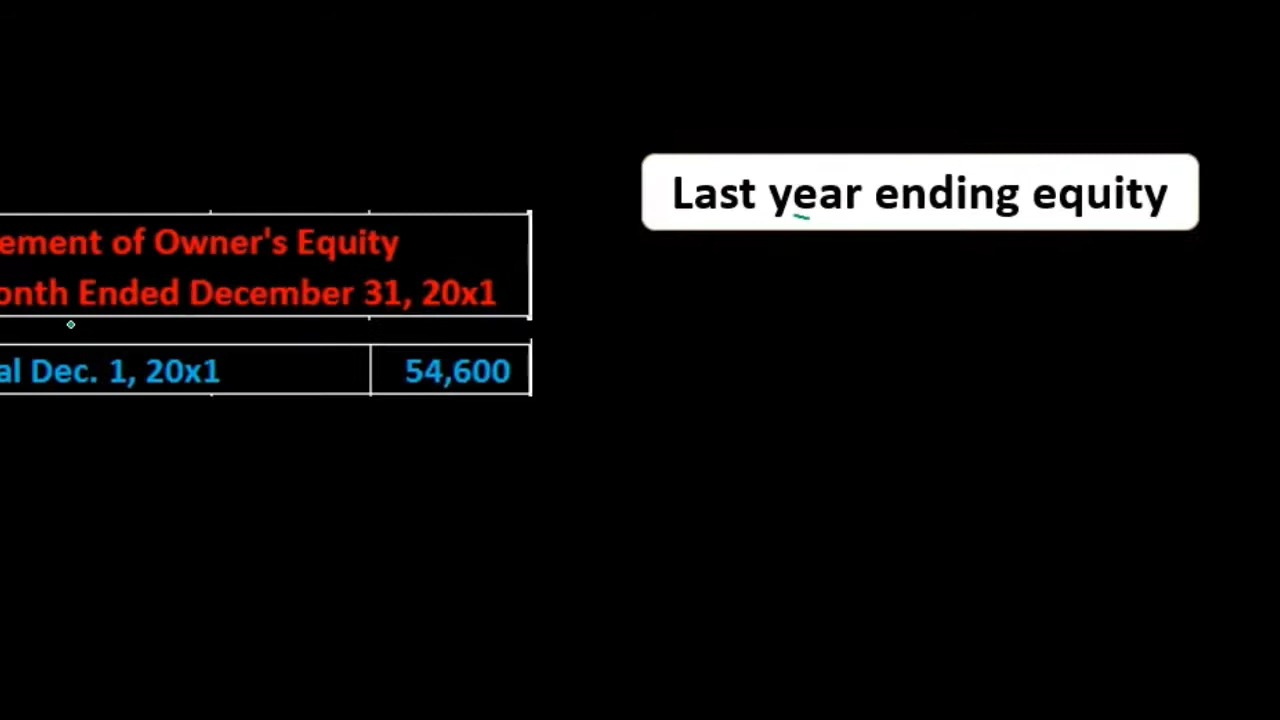 Last year ending equity
ement of Owner's Equity
onth Ended December 31, 20x1
al Dec. 1, 20x1 54,600